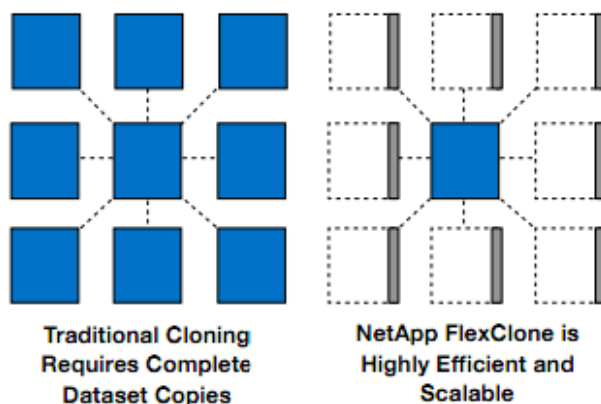 Traditional Cloning
Requires Complete
Dataset Copies
NetApp FlexClone is
Highly Efficient and
Scalable